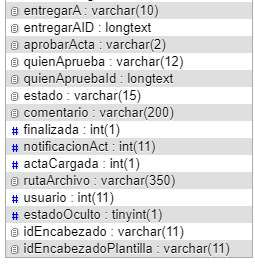 entregarA : varchar(10)
entregarAID : longtext
aprobarActa : varchar(2)
quienAprueba : varchar(12)
quienApruebaId : longtext
estado : varchar(15)
comentario : varchar(200)
# finalizada : int(1)
# notificacionAct : int(11)
# actaCargada : int(1)
rutaArchivo : varchar(350)
# usuario : int(11)
# estadoOculto : tinyint(1)
idEncabezado : varchar(11)
idEncabezadoPlantilla : varchar(11)